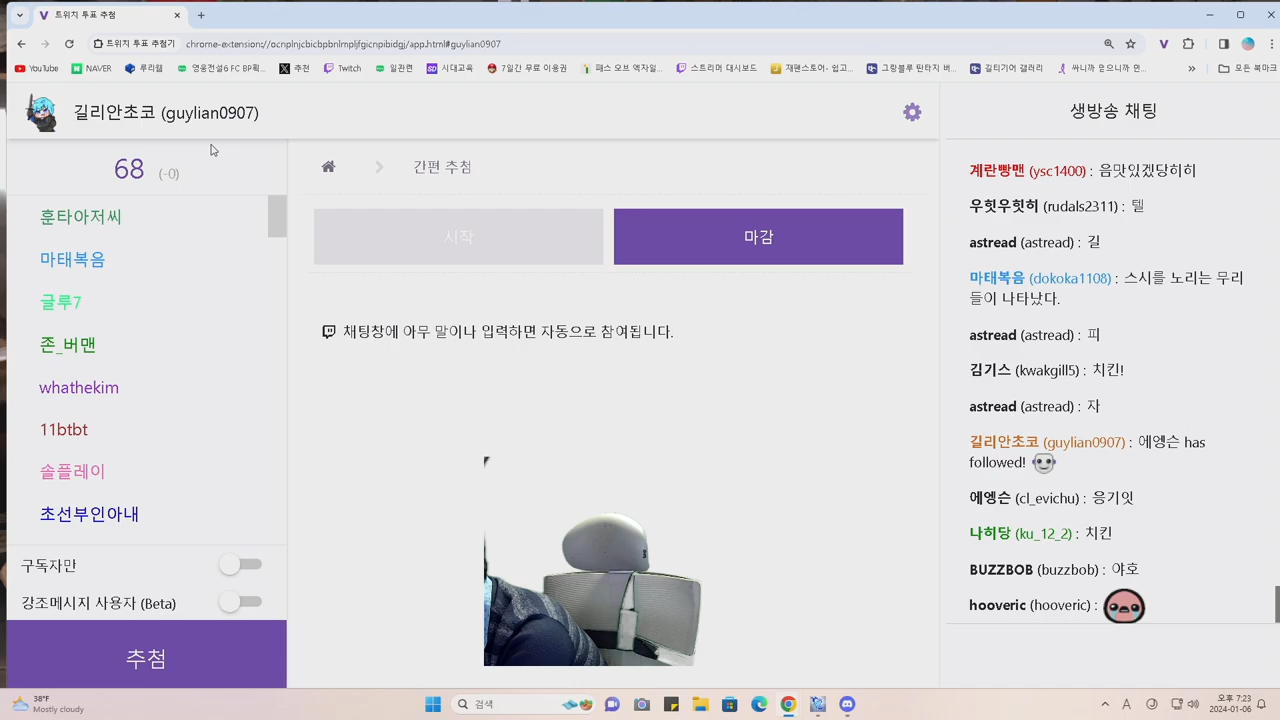 트위치 투표 추첨
트위치 투표 추첨기
chrome-extension://ocnplnjcbicbpbnlmpljfgicnpibidgj/app.html#guylian0907
YouTube
NAVER
루리웹
영웅전설6 FC BP획...
추천
Twitch
일관련
시대교육
7일간 무료 이용권
패스 오브 엑자일...
스트리머 대시보드
재팬스토어- 쉽고...
그랑블루 판타지 버...
길티기어 갤러리
싸니까 믿으니까 인...
모든 북마크
길리안초코 (guylian0907)
생방송 채팅
68 (-0)
간편 추첨
훈타아저씨
마태복음
글루7
존_버맨
whathekim
11btbt
솔플레이
초선부인아내
시작
마감
채팅창에 아무 말이나 입력하면 자동으로 참여됩니다.
구독자만
강조메시지 사용자 (Beta)
추첨
계란빵맨 (ysc1400) : 음맛있겠당히히
우힛우힛히 (rudals2311) : 텔
astread (astread) : 길
마태복음 (dokoka1108) : 스시를 노리는 무리
들이 나타났다.
astread (astread) : 피
김기스 (kwakgill5) : 치킨!
astread (astread) : 자
길리안초코 (guylian0907) : 에엥슨 has
followed!
에엥슨 (cl_evichu) : 응기잇
나히당 (ku_12_2) : 치킨
BUZZBOB (buzzbob) : 야호
hooveric (hooveric) :
38°F
Mostly cloudy
검색
A
오후 7:23
2024-01-06